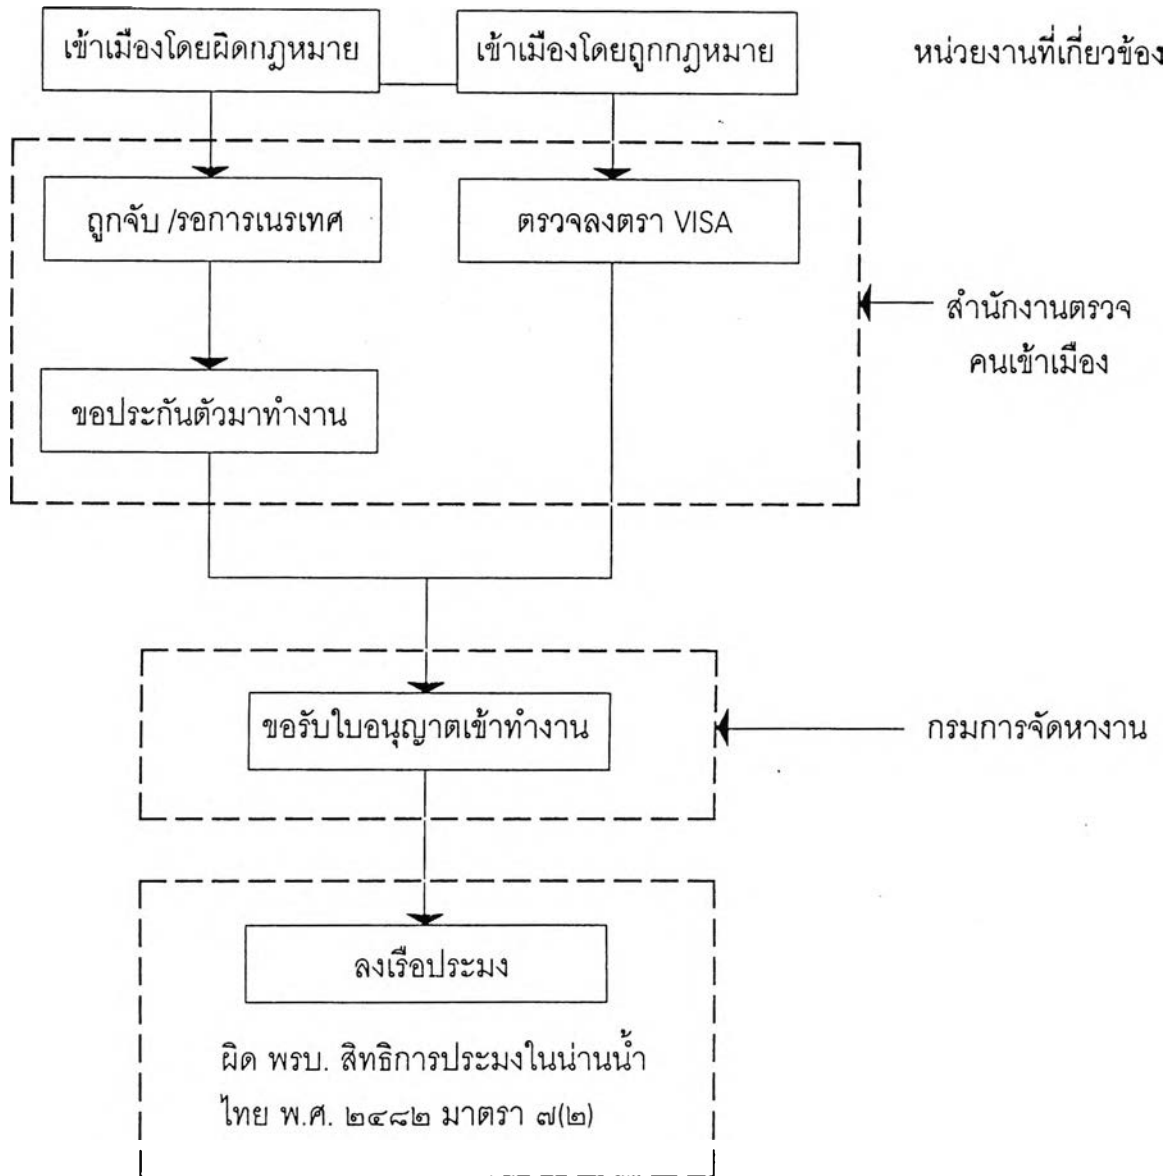 เข้าเมืองโดยผิดกฎหมาย
เข้าเมืองโดยถูกกฎหมาย
หน่วยงานที่เกี่ยวข้อง
ถูกจับ /รอการเนรเทศ
ตรวจลงตรา VISA
สำนักงานตรวจ
คนเข้าเมือง
ขอประกันตัวมาทำงาน
ขอรับใบอนุญาตเข้าทำงาน
กรมการจัดหางาน
ลงเรือประมง
ผิด พรบ. สิทธิการประมงในน่านน้ำ
ไทย พ.ศ. ๒๔๘๒ มาตรา ๗(๒)